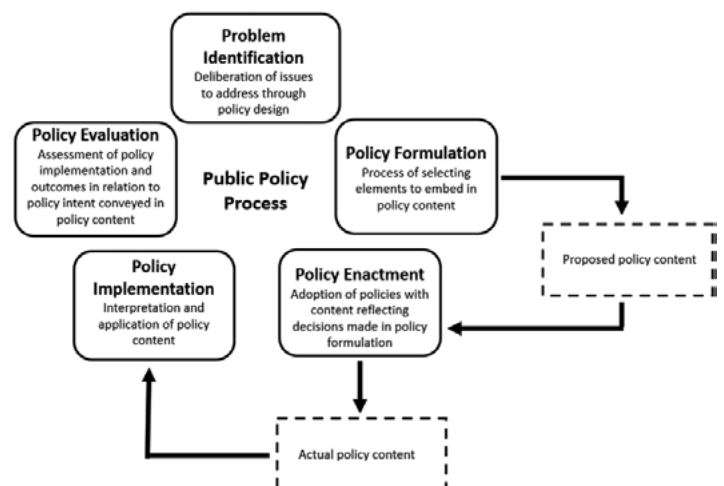 Problem
Identification
Deliberation of issues
to address through
policy design
Policy Evaluation
Assessment of policy
implementation and
outcomes in relation to
policy intent conveyed in
policy content
Public Policy
Process
Policy Formulation
Process of selecting
elements to embed in
policy content
Proposed policy content
Policy
Implementation
Interpretation and
application of policy
content
Policy Enactment
Adoption of policies with
content reflecting
decisions made in policy
formulation
Actual policy content